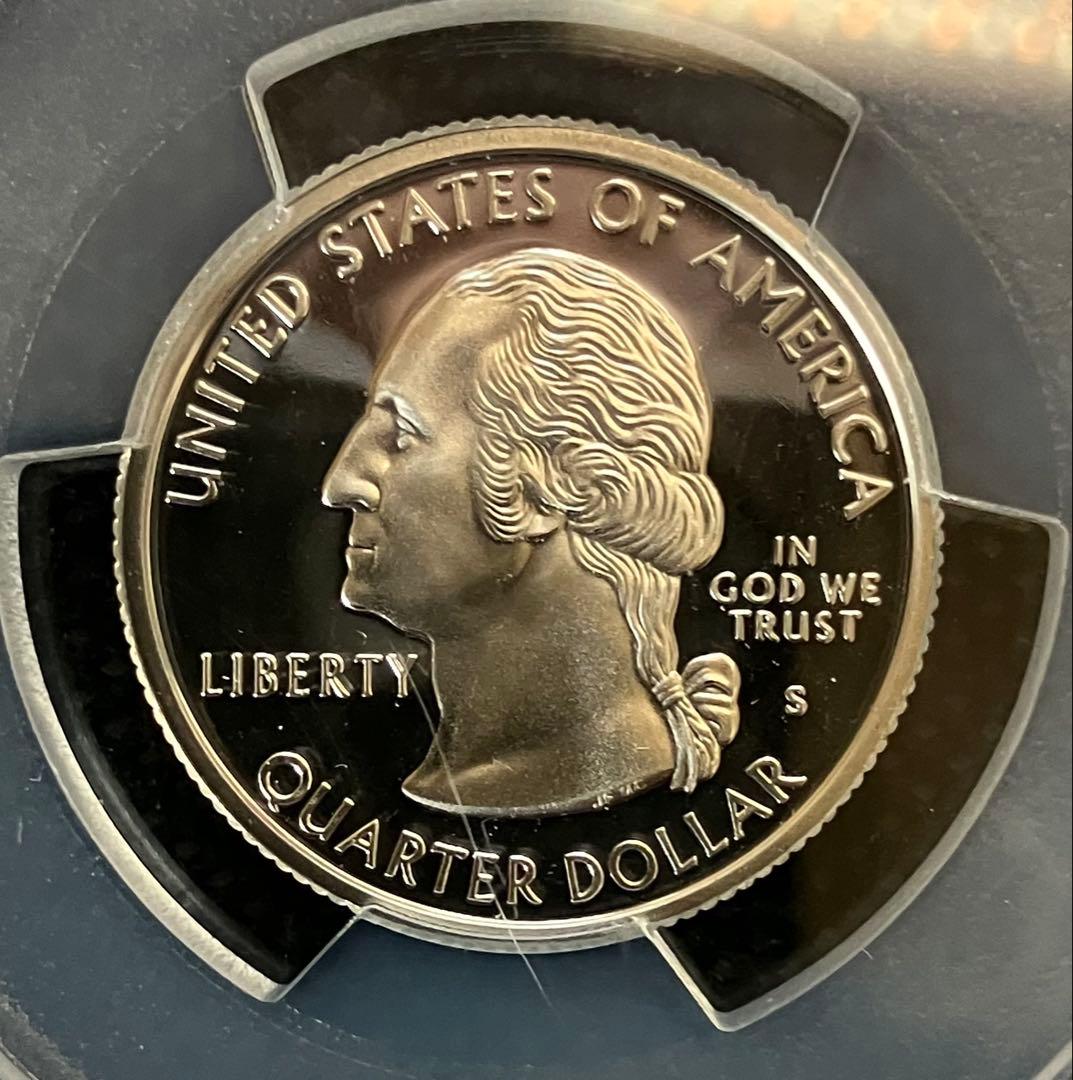 UNITED STATES OF AMERICA
LIBERTY
IN
GOD WE
TRUST
S
QUARTER DOLLAR